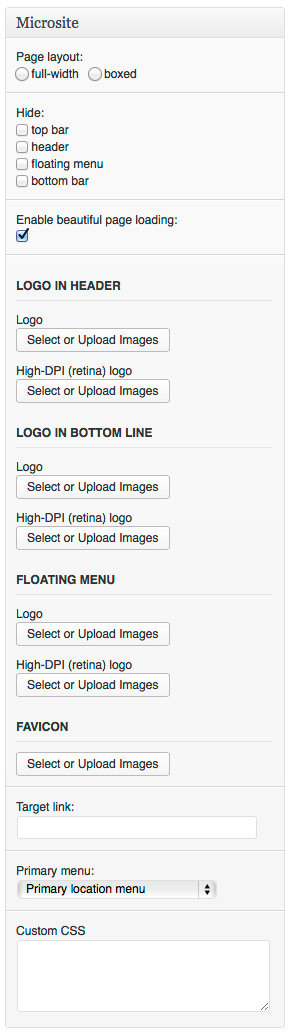 Microsite
Page layout:
full-width boxed
Hide:
top bar
header
floating menu
bottom bar
Enable beautiful page loading:
LOGO IN HEADER
Logo
Select or Upload Images
High-DPI (retina) logo
Select or Upload Images
LOGO IN BOTTOM LINE
Logo
Select or Upload Images
High-DPI (retina) logo
Select or Upload Images
FLOATING MENU
Logo
Select or Upload Images
High-DPI (retina) logo
Select or Upload Images
FAVICON
Select or Upload Images
Target link:
Primary menu:
Primary location menu
Custom CSS